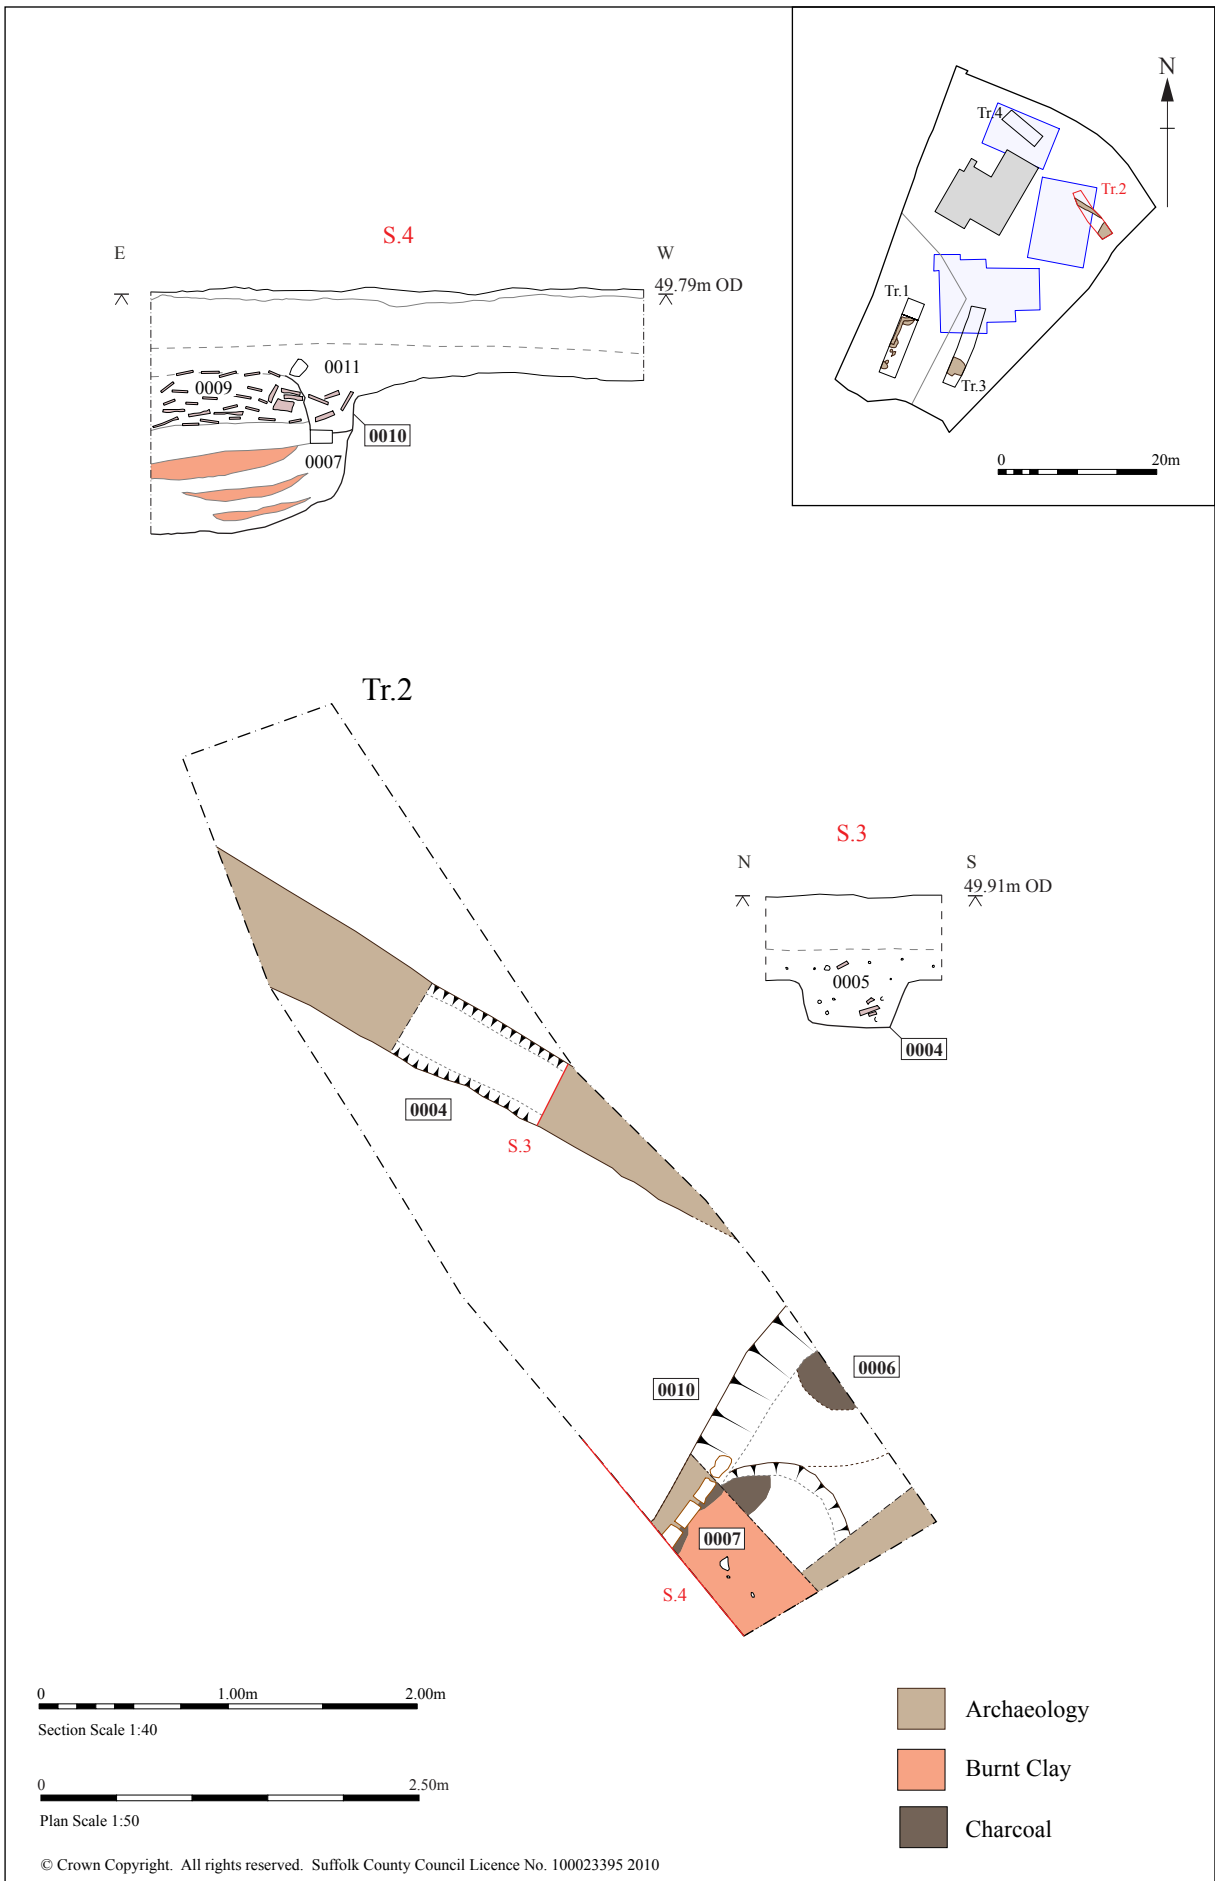 N
Tr.4
Tr.2
Tr.1
Tr.3
0 20m
S.4
E W
49.79m OD
0011
0009
0010
0007
Tr.2
S.3
N S
49.91m OD
0005
0004
0004
S.3
0006
0010
0007
S.4
0 1.00m 2.00m
Section Scale 1:40
0 2.50m
Plan Scale 1:50
Archaeology
Burnt Clay
Charcoal
© Crown Copyright. All rights reserved. Suffolk County Council Licence No. 100023395 2010